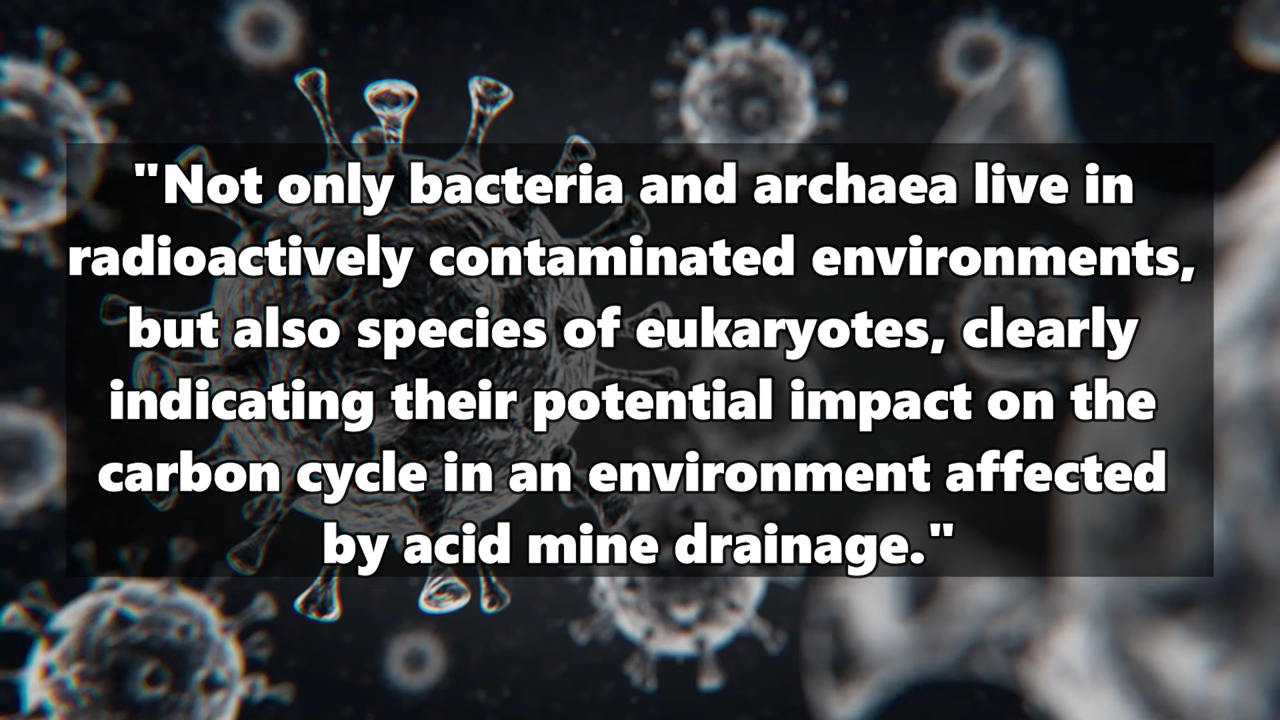 "Not only bacteria and archaea live in
radioactively contaminated environments,
but also species of eukaryotes, clearly
indicating their potential impact on the
carbon cycle in an environment affected
by acid mine drainage."